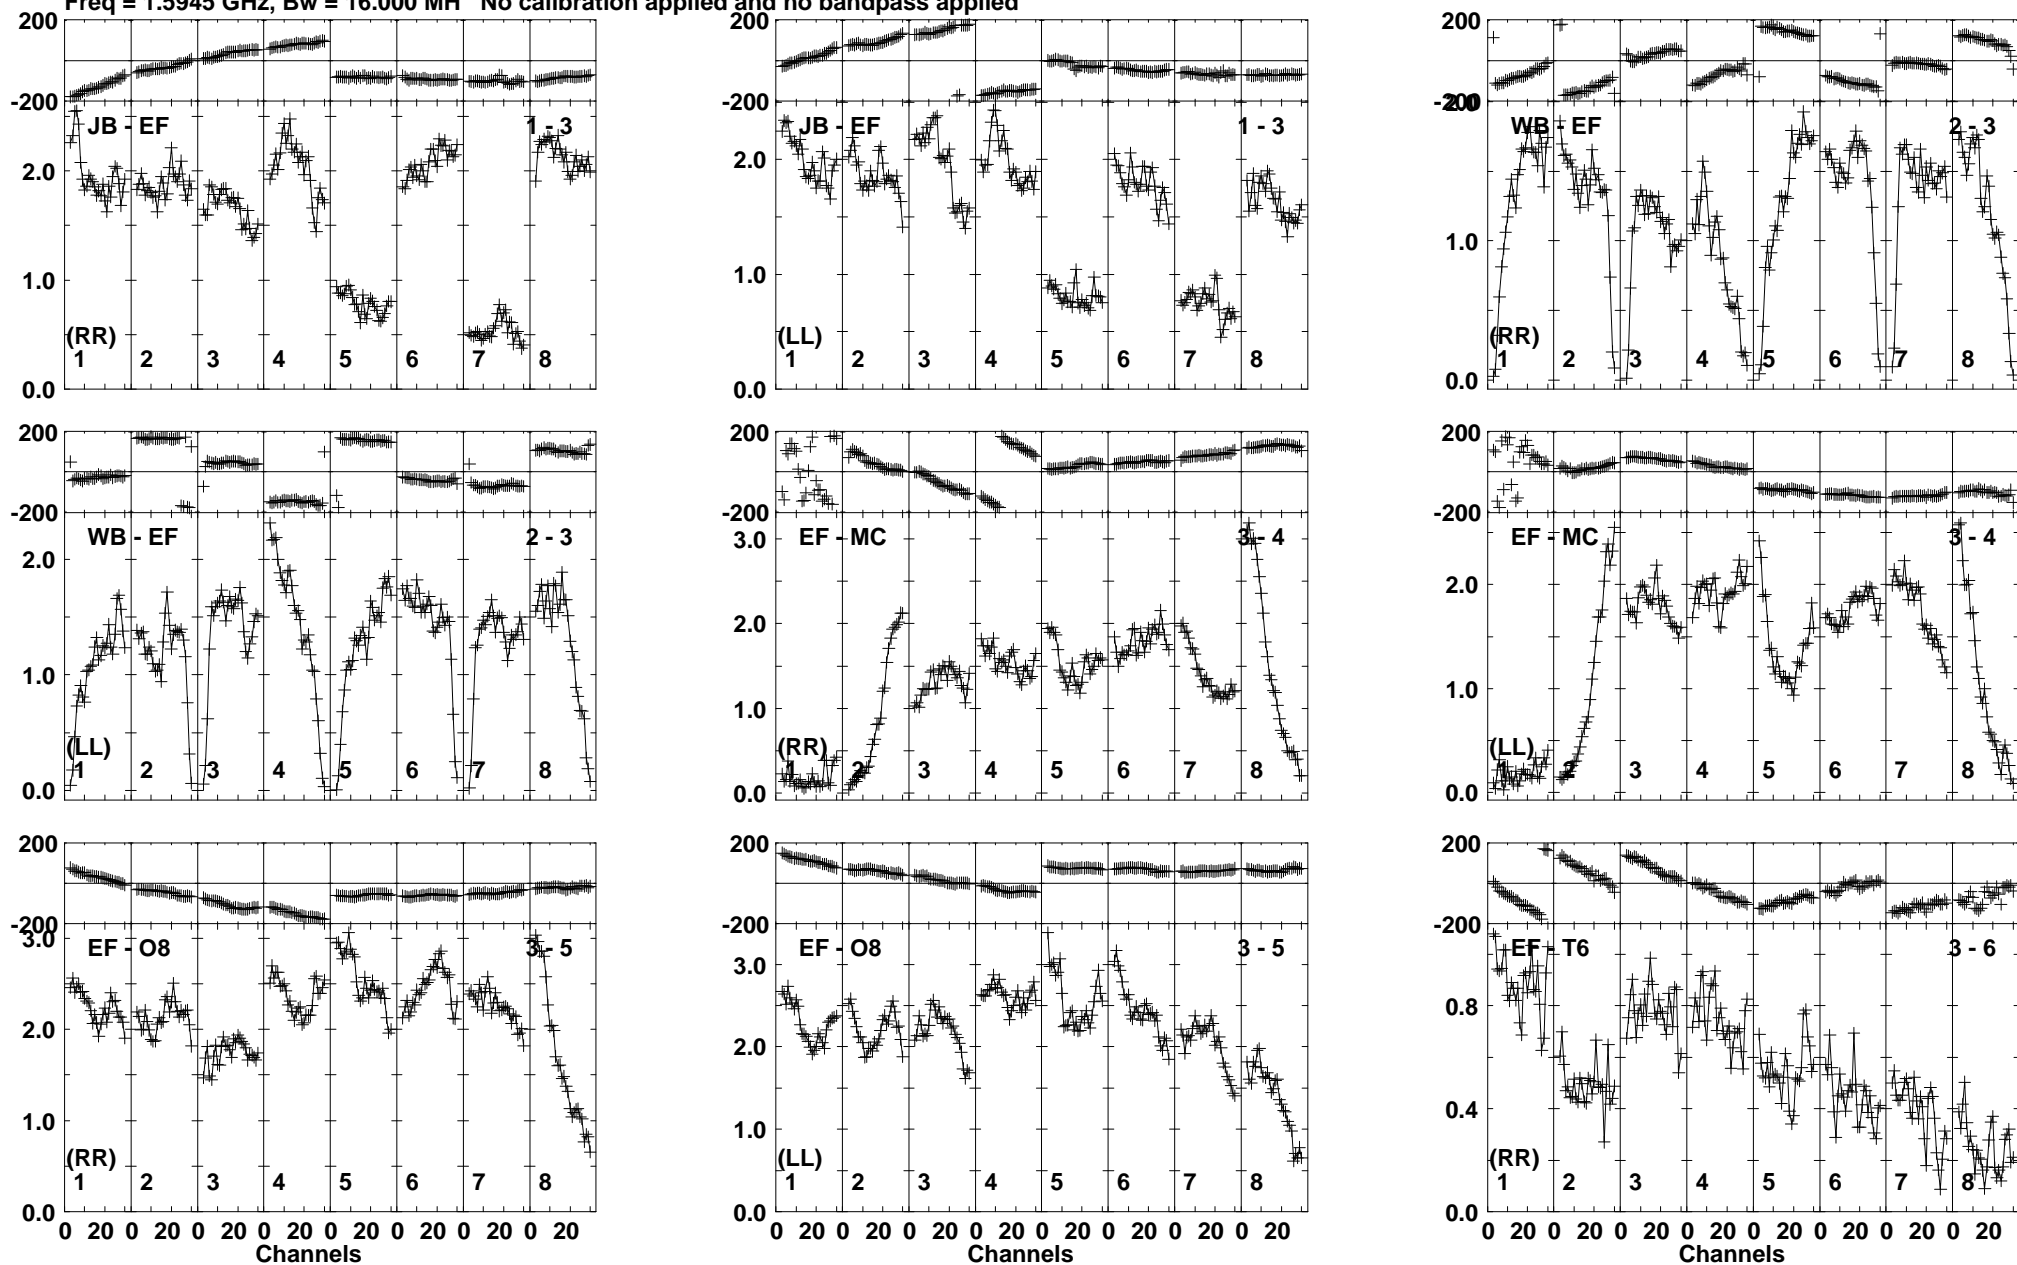 Freq = 1.5945 GHz, Bw = 16.000 MH No calibration applied and no bandpass applied
200 200 200
-200 -200 -200
2.0
JB - EF 1 - 3 JB - EF 1 - 3 WB - EF 2 - 3
2.0 2.0
1.0 1.0 1.0
(RR) (LL) (RR)
1 2 3 4 5 6 7 8 1 2 3 4 5 6 7 8 1 2 3 4 5 6 7 8
0.0 0.0 0.0
200 200 200
-200 -200 -200
WB - EF 2 - 3 EF - MC 3 - 4 EF - MC 3 - 4
2.0 3.0 2.0
1.0 2.0 1.0
1.0
(LL) (RR) (LL)
1 2 3 4 5 6 7 8 1 2 3 4 5 6 7 8 1 2 3 4 5 6 7 8
0.0 0.0 0.0
200 200 200
-200 -200 -200
3.0
EF - O8 3 - 5 EF - O8 3 - 5 EF - T6 3 - 6
2.0 3.0 0.8
1.0 2.0 0.4
1.0
(RR) (LL) (RR)
1 2 3 4 5 6 7 8 1 2 3 4 5 6 7 8 1 2 3 4 5 6 7 8
0.0 0.0 0.0
0 20 0 20 0 20 0 20 0 20 0 20 0 20 0 20 0 20 0 20 0 20 0 20 0 20 0 20 0 20 0 20 0 20 0 20 0 20 0 20 0 20 0 20 0 20 0 20
Channels Channels Channels